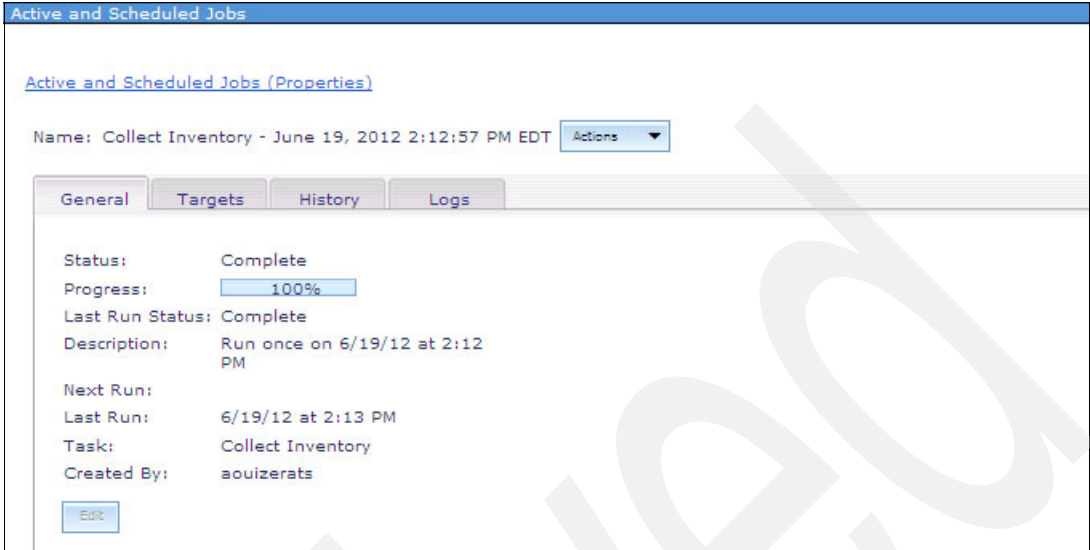 Active and Scheduled Jobs
Active and Scheduled Jobs (Properties)
Name: Collect Inventory - June 19, 2012 2:12:57 PM EDT Actions
General Targets History Logs
Status: Complete
Progress: 100%
Last Run Status: Complete
Description: Run once on 6/19/12 at 2:12
PM
Next Run:
Last Run: 6/19/12 at 2:13 PM
Task: Collect Inventory
Created By: aouizerats
Edit